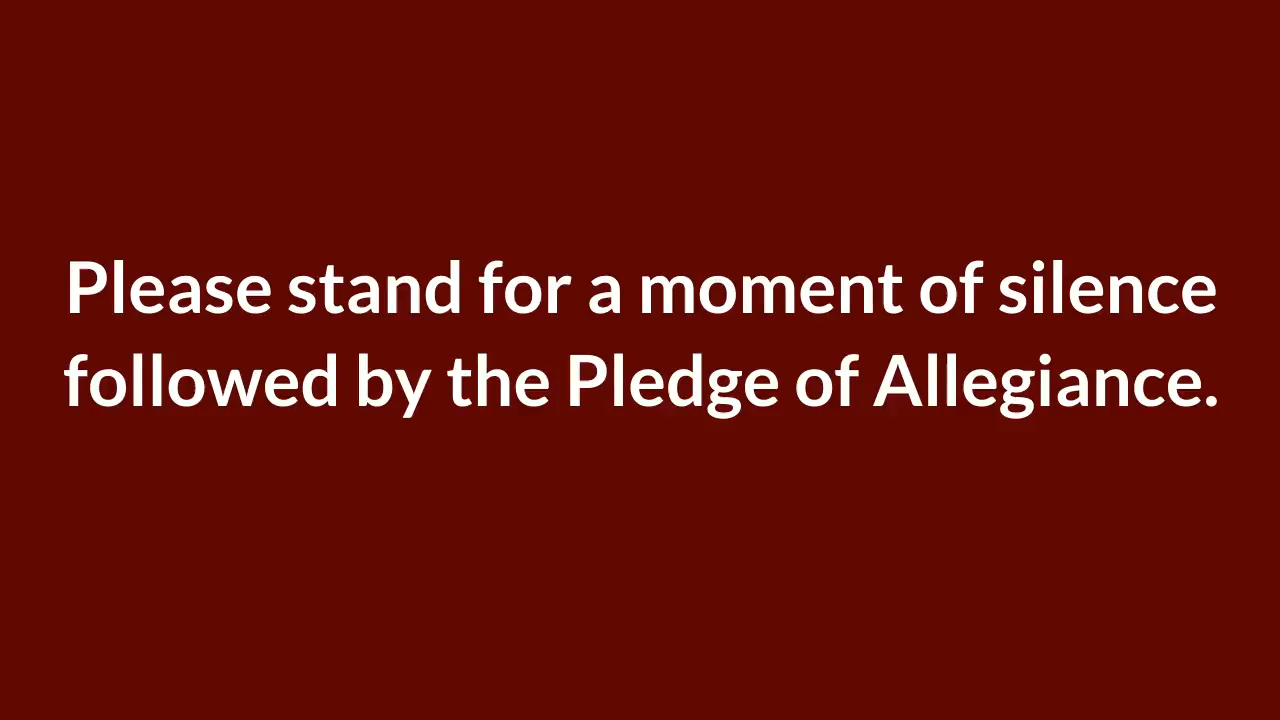 Please stand for a moment of silence
followed by the Pledge of Allegiance.